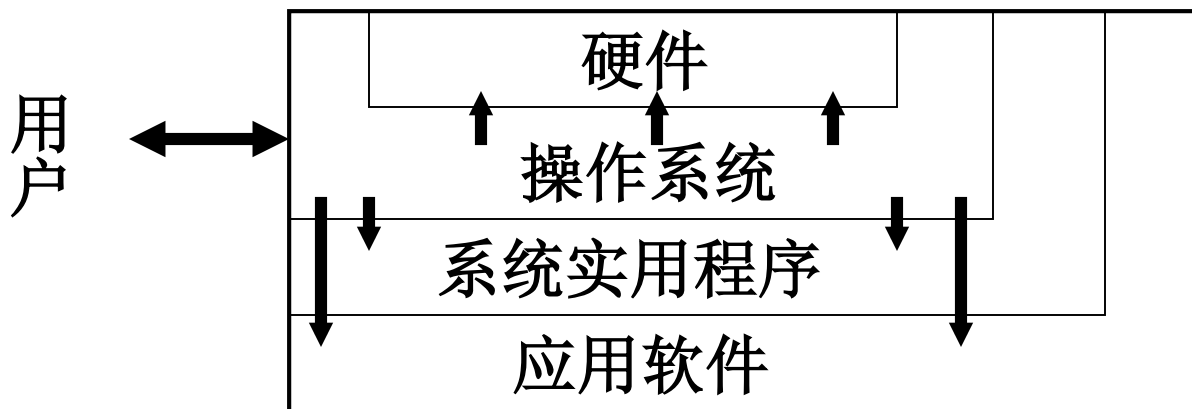 硬件
用户
操作系统
系统实用程序
应用软件